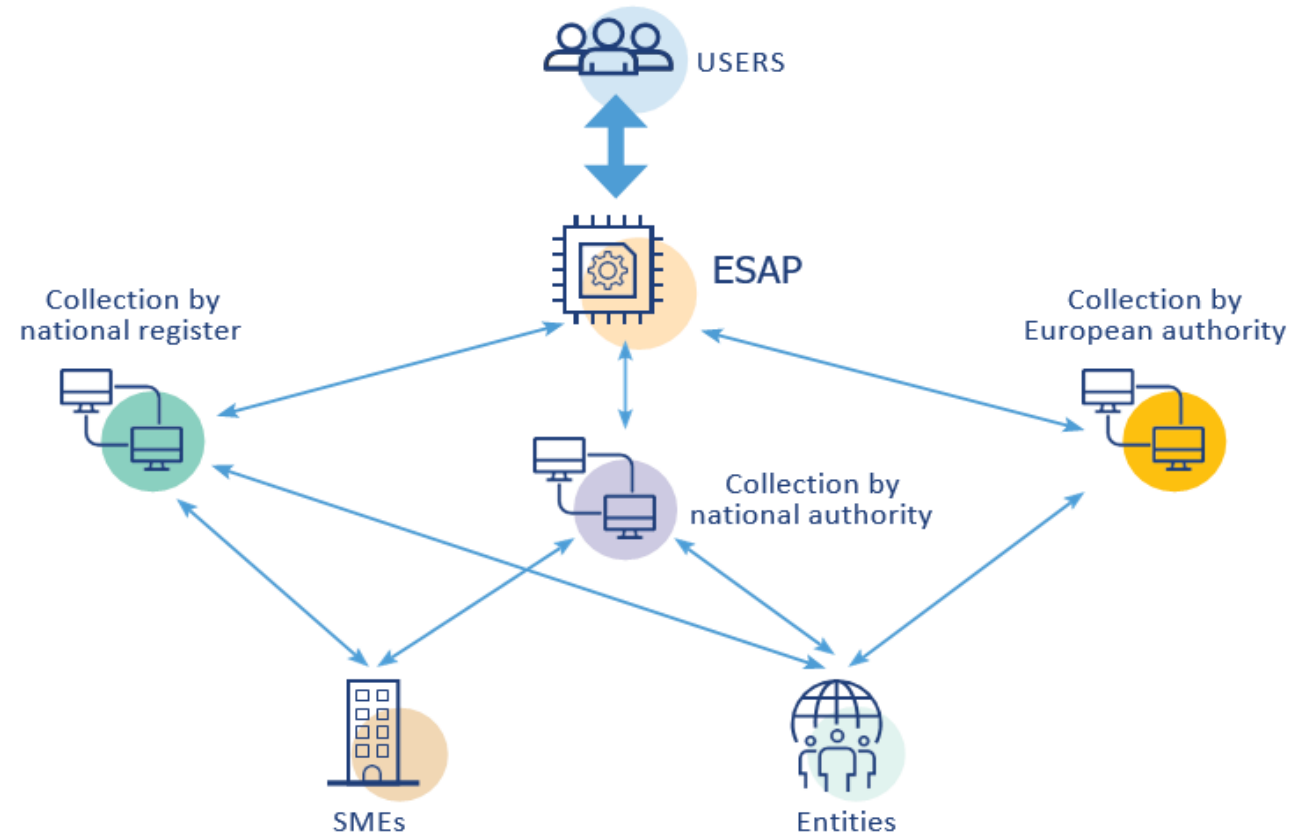 USERS
ESAP
Collection by
national register
Collection by
European authority
Collection by
national authority
SMEs
Entities